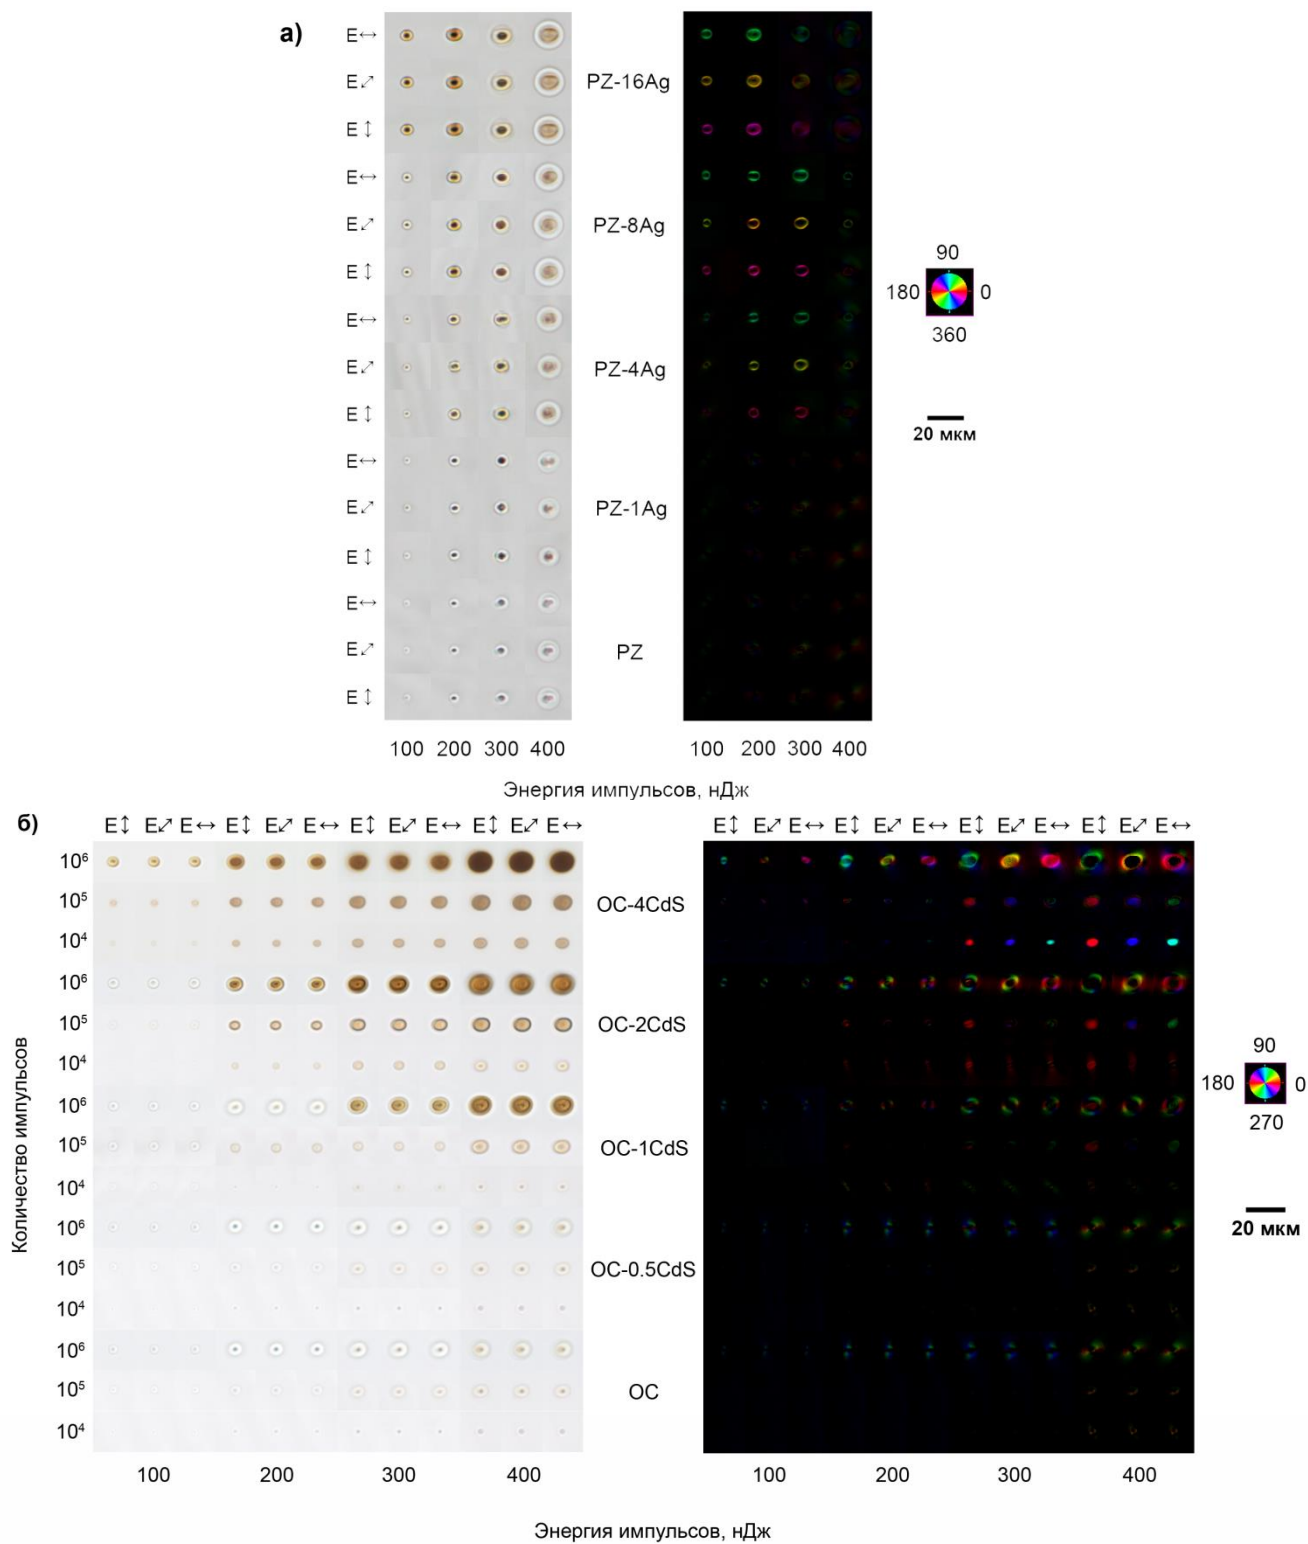 а)
E↔
E⤢ PZ-16Ag
E↕
E↔
E⤢ PZ-8Ag
E↕
E↔
E⤢ PZ-4Ag
E↕
E↔
E⤢ PZ-1Ag
E↕
E↔
E⤢ PZ
E↕
90
180 0
360
20 мкм
100 200 300 400 100 200 300 400
Энергия импульсов, нДж
б)
E↕ E⤢ E↔ E↕ E⤢ E↔ E↕ E⤢ E↔ E↕ E⤢ E↔ E↕ E⤢ E↔ E↕ E⤢ E↔ E↕ E⤢ E↔ E↕ E⤢ E↔
10⁶
10⁵ OC-4CdS
10⁴
10⁶
10⁵ OC-2CdS
10⁴
10⁶
10⁵ OC-1CdS
10⁴
10⁶
10⁵ OC-0.5CdS
10⁴
10⁶
10⁵ OC
10⁴
Количество импульсов
90
180 0
270
20 мкм
100 200 300 400 100 200 300 400
Энергия импульсов, нДж